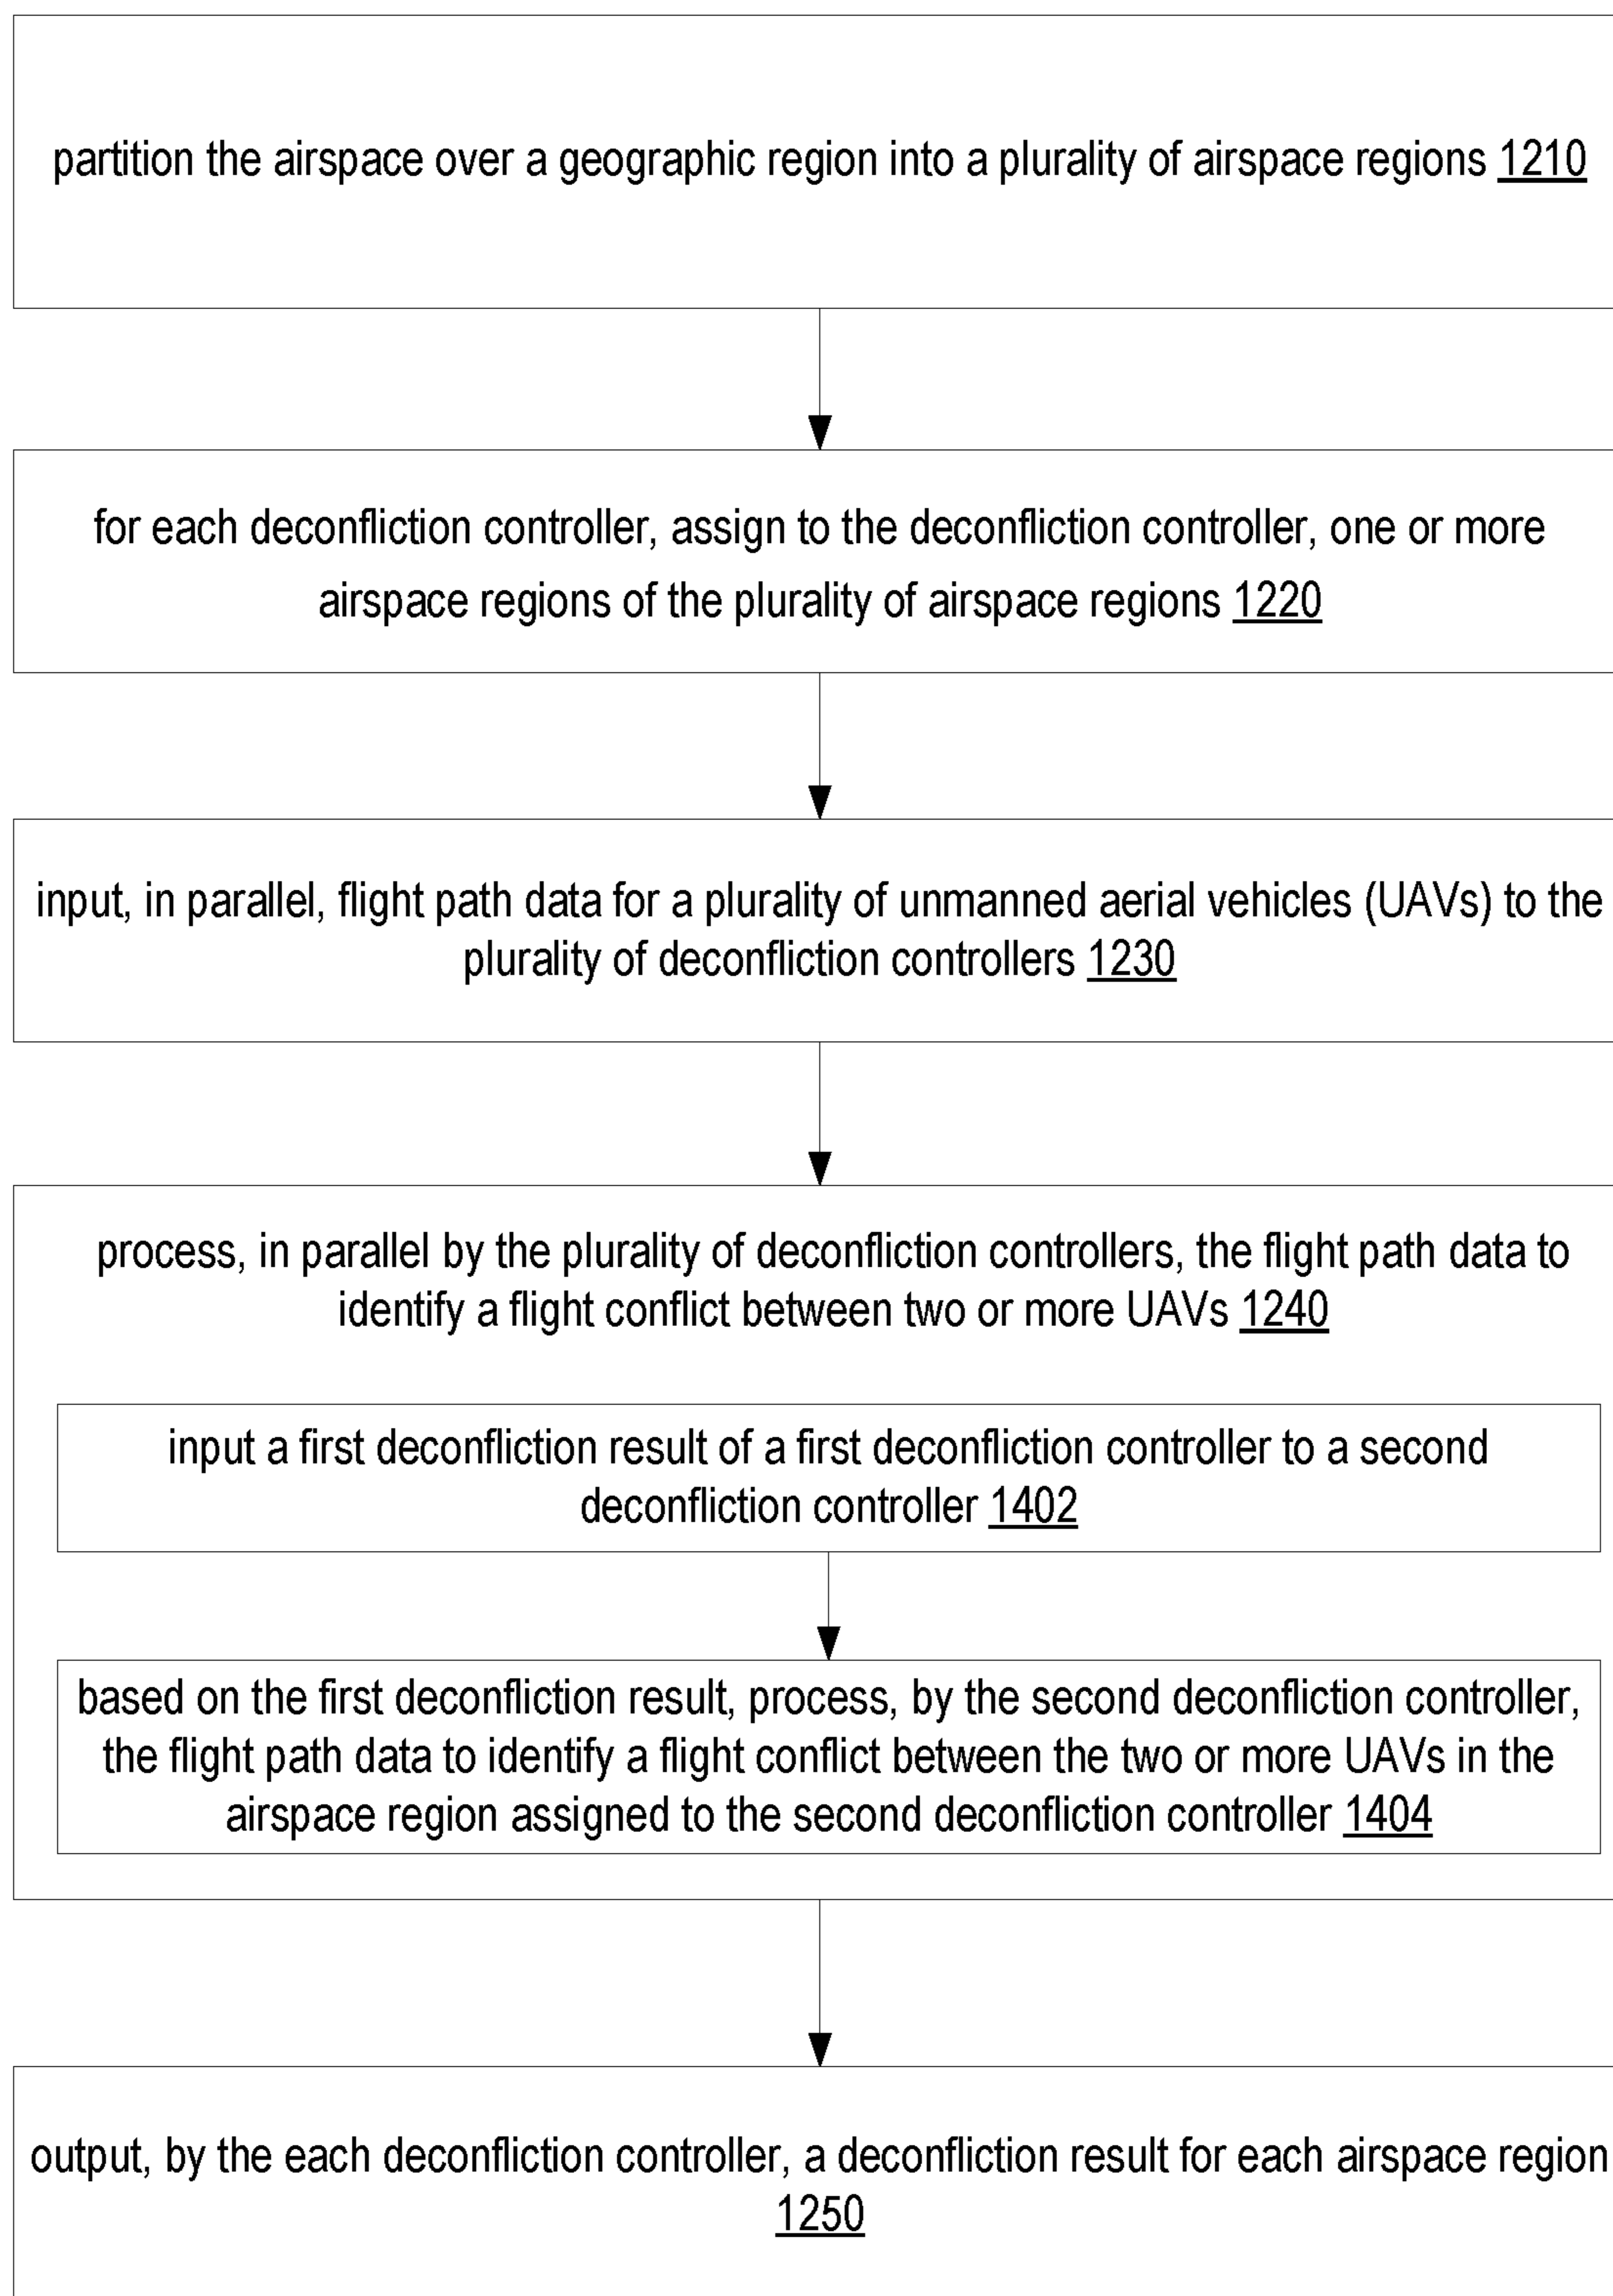 partition the airspace over a geographic region into a plurality of airspace regions 1210
for each deconfliction controller, assign to the deconfliction controller, one or more
airspace regions of the plurality of airspace regions 1220
input, in parallel, flight path data for a plurality of unmanned aerial vehicles (UAVs) to the
plurality of deconfliction controllers 1230
process, in parallel by the plurality of deconfliction controllers, the flight path data to
identify a flight conflict between two or more UAVs 1240
input a first deconfliction result of a first deconfliction controller to a second
deconfliction controller 1402
based on the first deconfliction result, process, by the second deconfliction controller,
the flight path data to identify a flight conflict between the two or more UAVs in the
airspace region assigned to the second deconfliction controller 1404
output, by the each deconfliction controller, a deconfliction result for each airspace region
1250